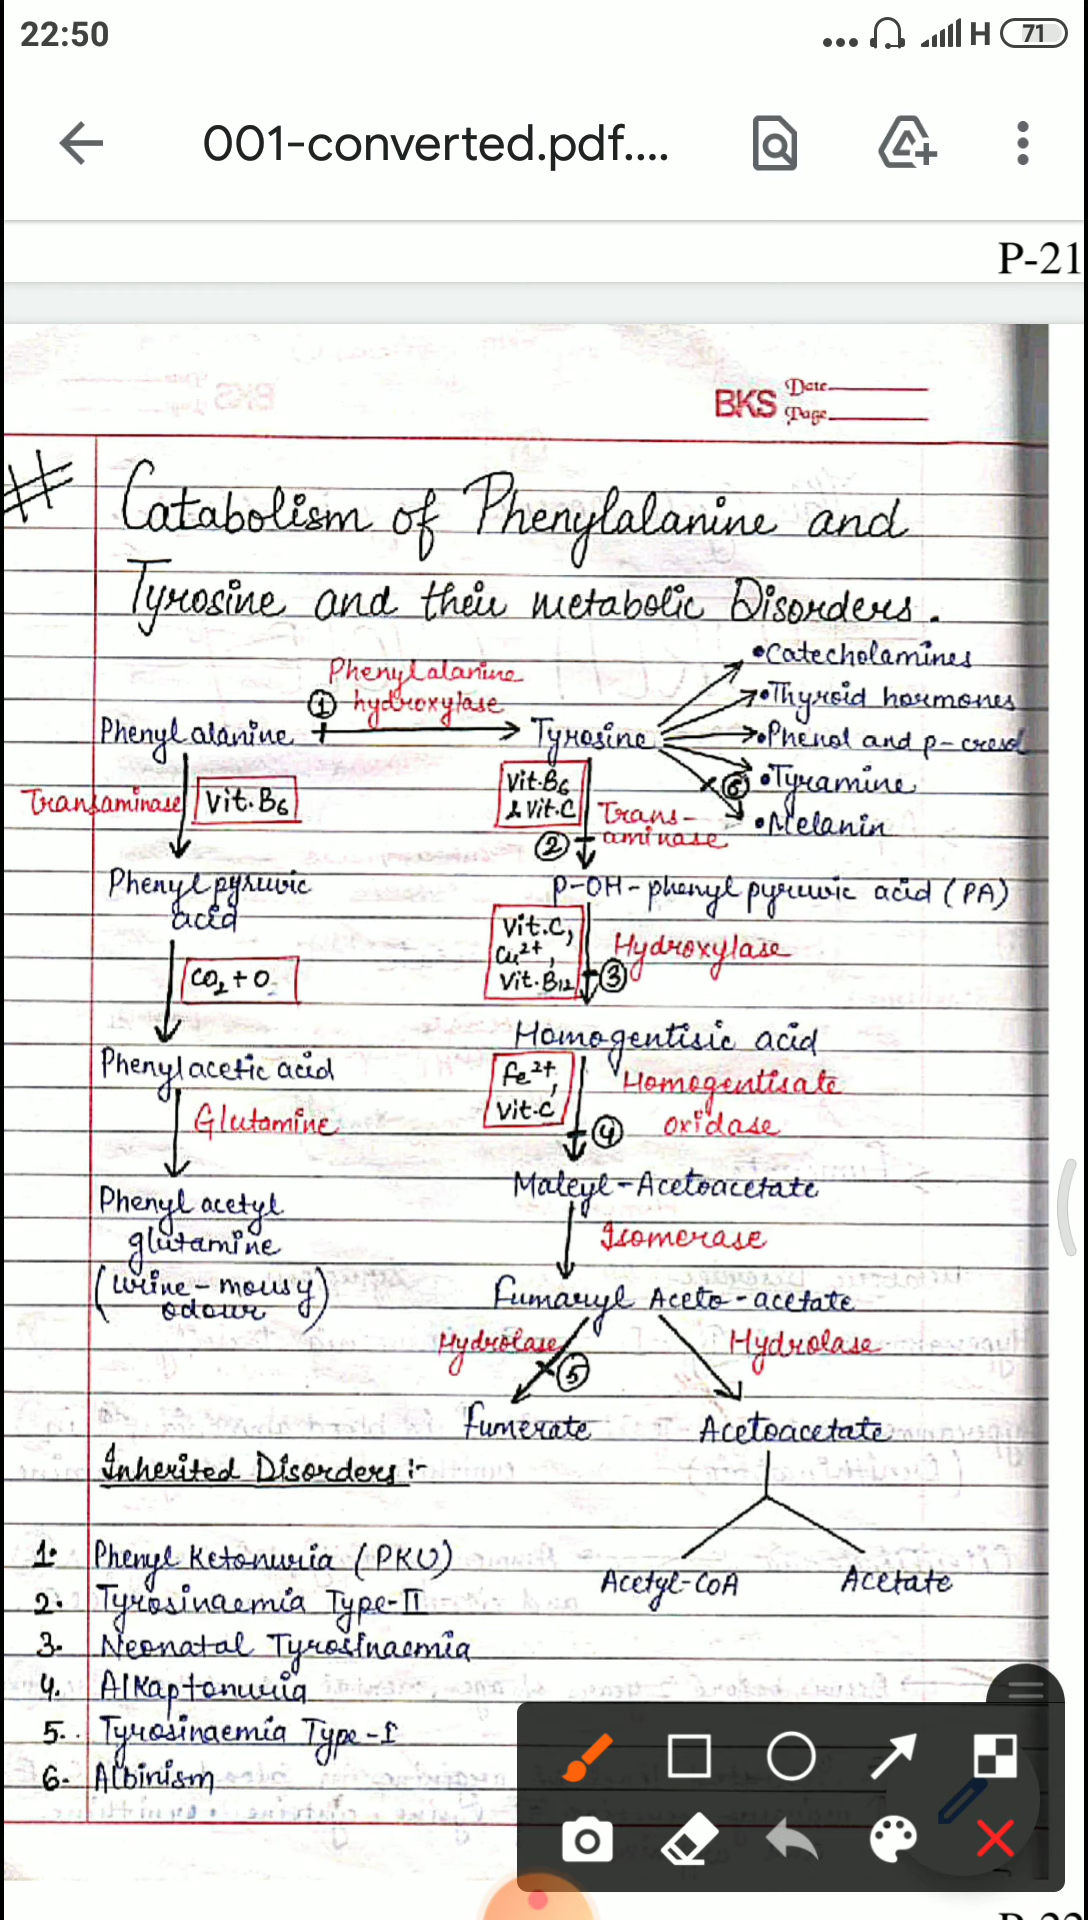 22:50
H 71
001-converted.pdf....
P-21
BKS Date
Page
# Catabolism of Phenylalanine and
Tyrosine and their metabolic Disorders.
•Catecholamines
•Thyroid hormones
•Phenol and p-cresol
•Tyramine
•Melanin
Phenylalanine
① hydroxylase
Phenylalanine
Tyrosine
⑥
Transaminase
Vit.B6
Vit.B6
& Vit.C
Trans-
aminase
②
Phenylpyruvic
acid
P-OH-phenyl pyruvic acid (PA)
Vit.C,
Cu2+,
Vit.B12
Hydroxylase
③
CO2+O
Homogentisic acid
Phenylacetic acid
Fe2+,
Vit-C
Homogentisate
oxidase
④
Glutamine
Maleyl-Acetoacetate
Phenyl acetyl
glutamine
(urine-mousy
odour)
Isomerase
Fumaryl Aceto-acetate
Hydrolase
Hydrolase
⑤
Fumerate
Acetoacetate
Inherited Disorders :-
Acetyl-CoA
Acetate
1. Phenyl Ketonuria (PKU)
2. Tyrosinaemia Type-II
3. Neonatal Tyrosinaemia
4. Alkaptonuria
5. Tyrosinaemia Type-I
6- Albinism